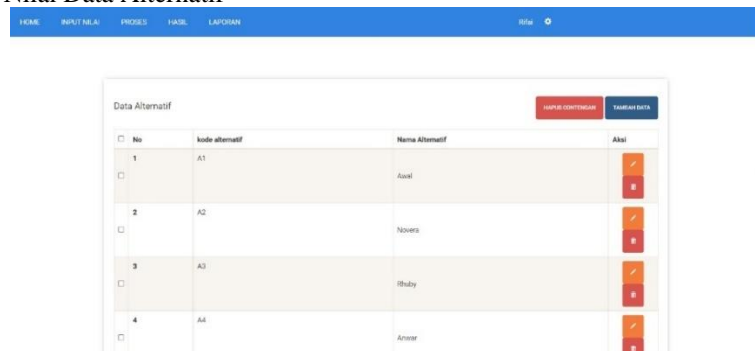 Nilai Data Alternatif
HOME INPUT NILAI PROSES HASIL LAPORAN Rifai
Data Alternatif HAPUS CONTENGAN TAMBAH DATA
No kode alternatif Nama Alternatif Aksi
1 A1 Awal
2 A2 Novera
3 A3 Rhuby
4 A4 Anwar